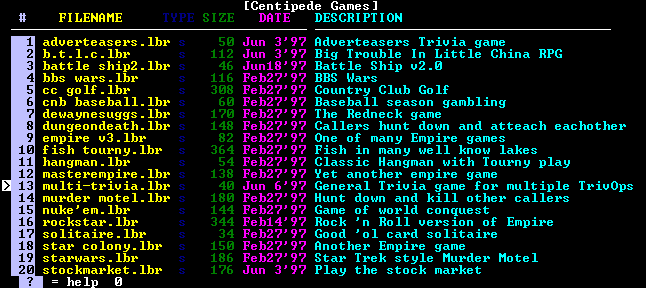 [Centipede Games]
# FILENAME TYPE SIZE DATE DESCRIPTION
1 adverteasers.lbr 50 Jun 3'97 Adverteasers Trivia game
2 b.t.l.c.lbr 112 Jun 3'97 Big Trouble In Little China RPG
3 battle ship2.lbr 46 Jun18'97 Battle Ship v2.0
4 bbs wars.lbr 116 Feb27'97 BBS Wars
5 cc golf.lbr 308 Feb27'97 Country Club Golf
6 cnb baseball.lbr 60 Feb27'97 Baseball season gambling
7 dewaynesuggs.lbr 170 Feb27'97 The Redneck game
8 dungeondeath.lbr 148 Feb27'97 Callers hunt down and atteach eachother
9 empire v3.lbr 82 Feb27'97 One of many Empire games
10 fish tourny.lbr 364 Feb27'97 Fish in many well know lakes
11 hangman.lbr 54 Feb27'97 Classic Hangman with Tourny play
12 masterempire.lbr 138 Feb27'97 Yet another empire game
13 multi-trivia.lbr 40 Jun 6'97 General Trivia game for multiple TrivOps
14 murder motel.lbr 180 Feb27'97 Hunt down and kill other callers
15 nuke'em.lbr 144 Feb27'97 Game of world conquest
16 rockstar.lbr 144 Feb14'97 Rock 'n Roll version of Empire
17 solitaire.lbr 34 Feb27'97 Good 'ol card solitaire
18 star colony.lbr 150 Feb27'97 Another Empire game
19 starwars.lbr 186 Feb27'97 Star Trek style Murder Motel
20 stockmarket.lbr 176 Jun 3'97 Play the stock market
? = help 0